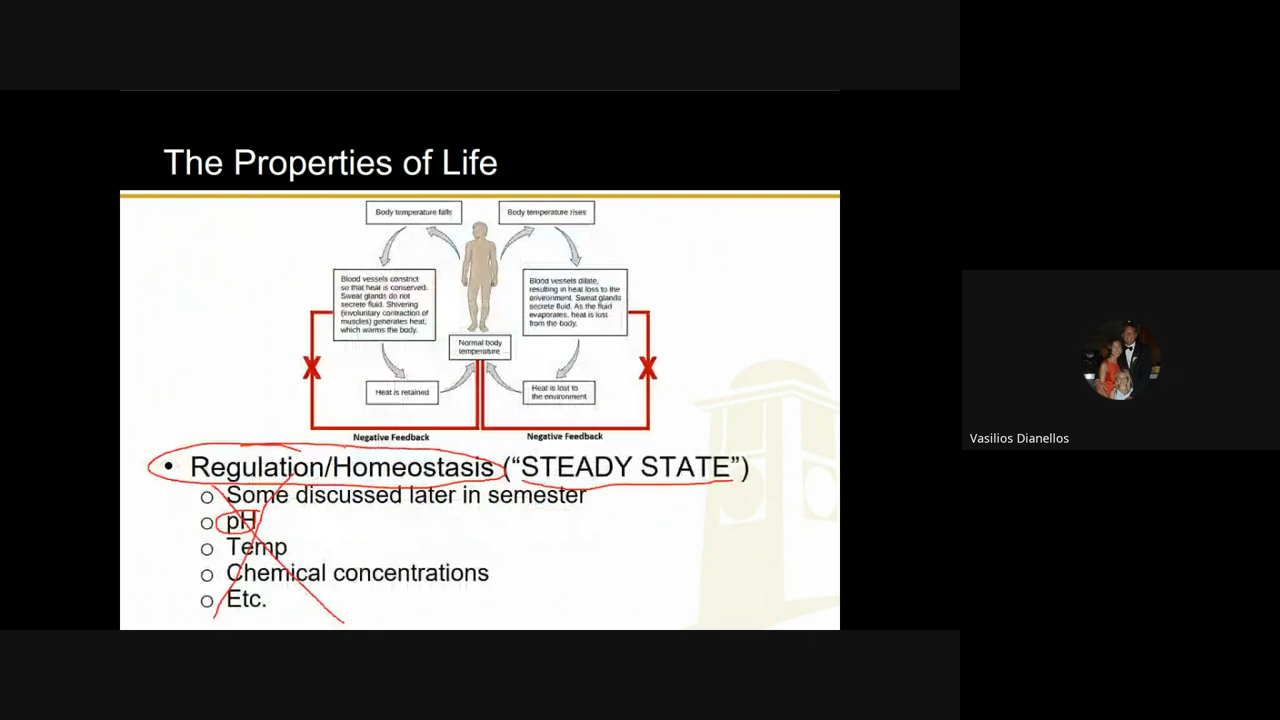 The Properties of Life
Body temperature falls
Body temperature rises
Blood vessels constrict
so that heat is conserved.
Sweat glands do not
secrete fluid. Shivering
(involuntary contraction of
muscles) generates heat,
which warms the body.
Blood vessels dilate,
resulting in heat loss to the
environment. Sweat glands
secrete fluid. As the fluid
evaporates, heat is lost
from the body.
Normal body
temperature
X
X
Heat is retained
Heat is lost to
the environment
Negative Feedback
Negative Feedback
• Regulation/Homeostasis (“STEADY STATE”)
o Some discussed later in semester
o pH
o Temp
o Chemical concentrations
o Etc.
Vasilios Dianellos